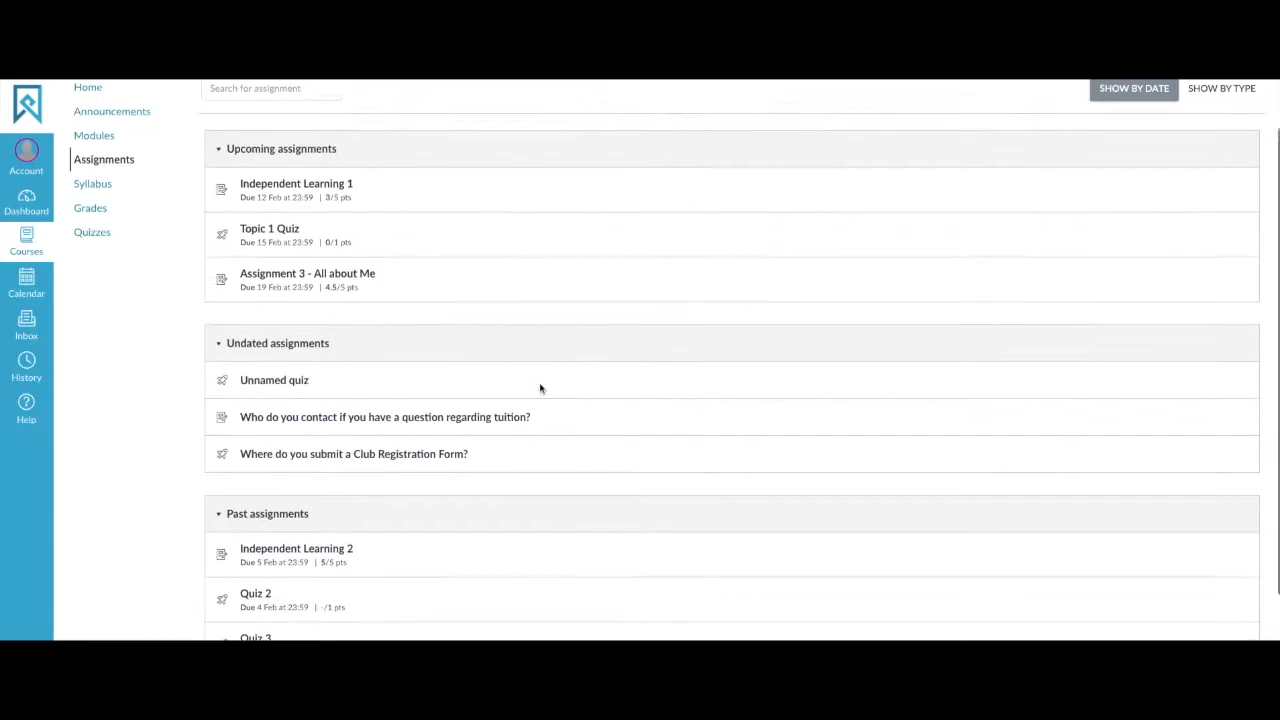 Home
Announcements
Modules
Assignments
Syllabus
Grades
Quizzes
Account
Dashboard
Courses
Calendar
Inbox
History
Help
Search for assignment
SHOW BY DATE
SHOW BY TYPE
Upcoming assignments
Independent Learning 1
Due 12 Feb at 23:59 | 3/5 pts
Topic 1 Quiz
Due 15 Feb at 23:59 | 0/1 pts
Assignment 3 - All about Me
Due 19 Feb at 23:59 | 4.5/5 pts
Undated assignments
Unnamed quiz
Who do you contact if you have a question regarding tuition?
Where do you submit a Club Registration Form?
Past assignments
Independent Learning 2
Due 5 Feb at 23:59 | 5/5 pts
Quiz 2
Due 4 Feb at 23:59 | -/1 pts
Quiz 3